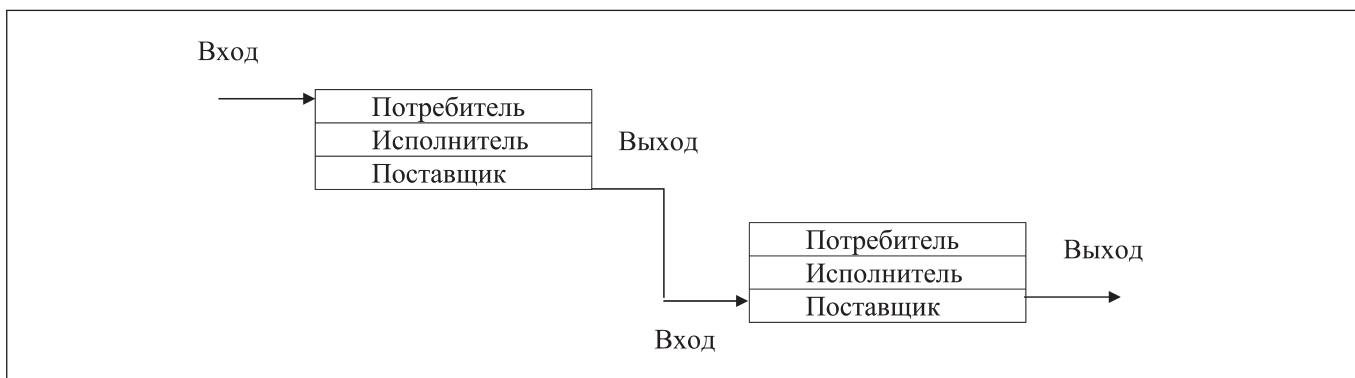 Вход
Потребитель
Исполнитель
Поставщик
Выход
Потребитель
Исполнитель
Поставщик
Выход
Вход